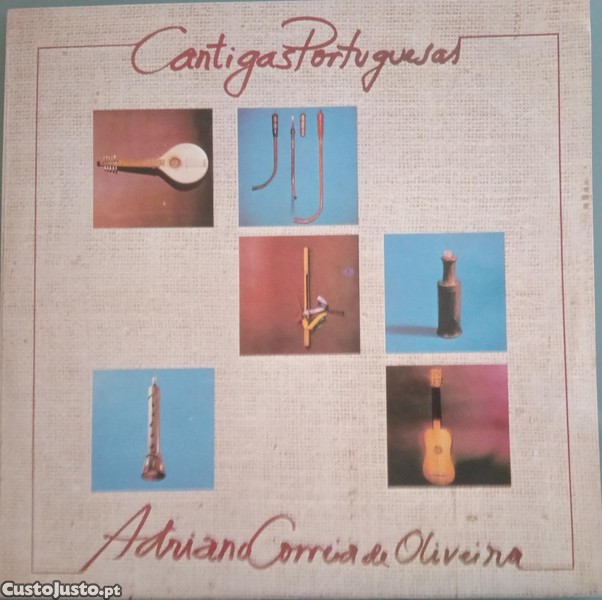 Cantigas Portuguesas
Adriano Correia de Oliveira
CustoJusto.pt